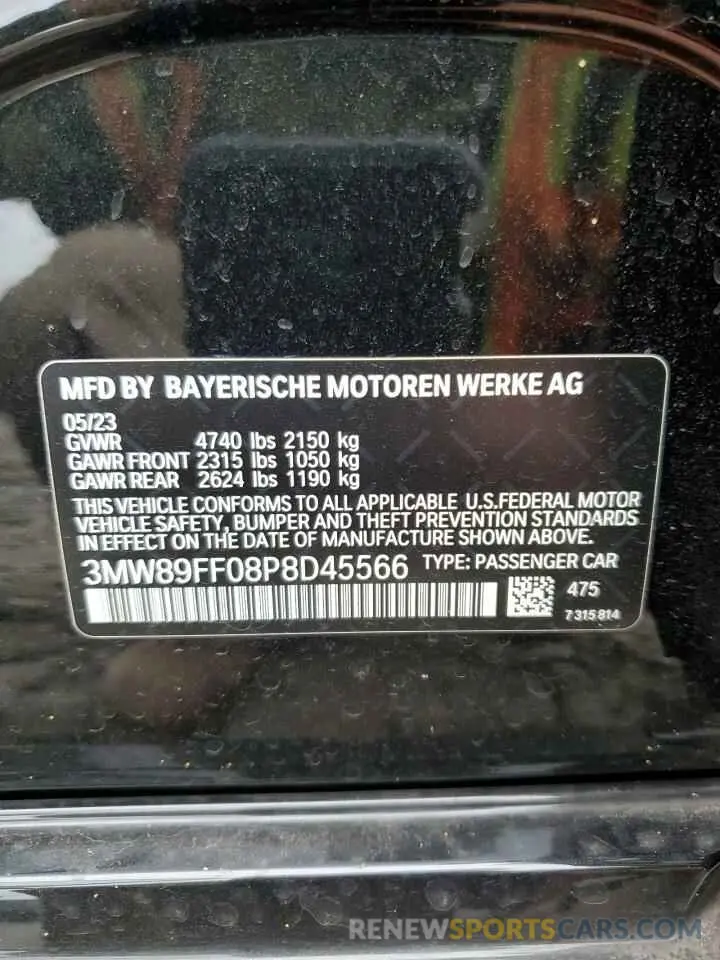 MFD BY BAYERISCHE MOTOREN WERKE AG
05/23
GVWR 4740 lbs 2150 kg
GAWR FRONT 2315 lbs 1050 kg
GAWR REAR 2624 lbs 1190 kg
THIS VEHICLE CONFORMS TO ALL APPLICABLE U.S.FEDERAL MOTOR
VEHICLE SAFETY, BUMPER AND THEFT PREVENTION STANDARDS
IN EFFECT ON THE DATE OF MANUFACTURE SHOWN ABOVE.
3MW89FF08P8D45566 TYPE: PASSENGER CAR
475
7 315 814
RENEWSPORTSCARS.COM